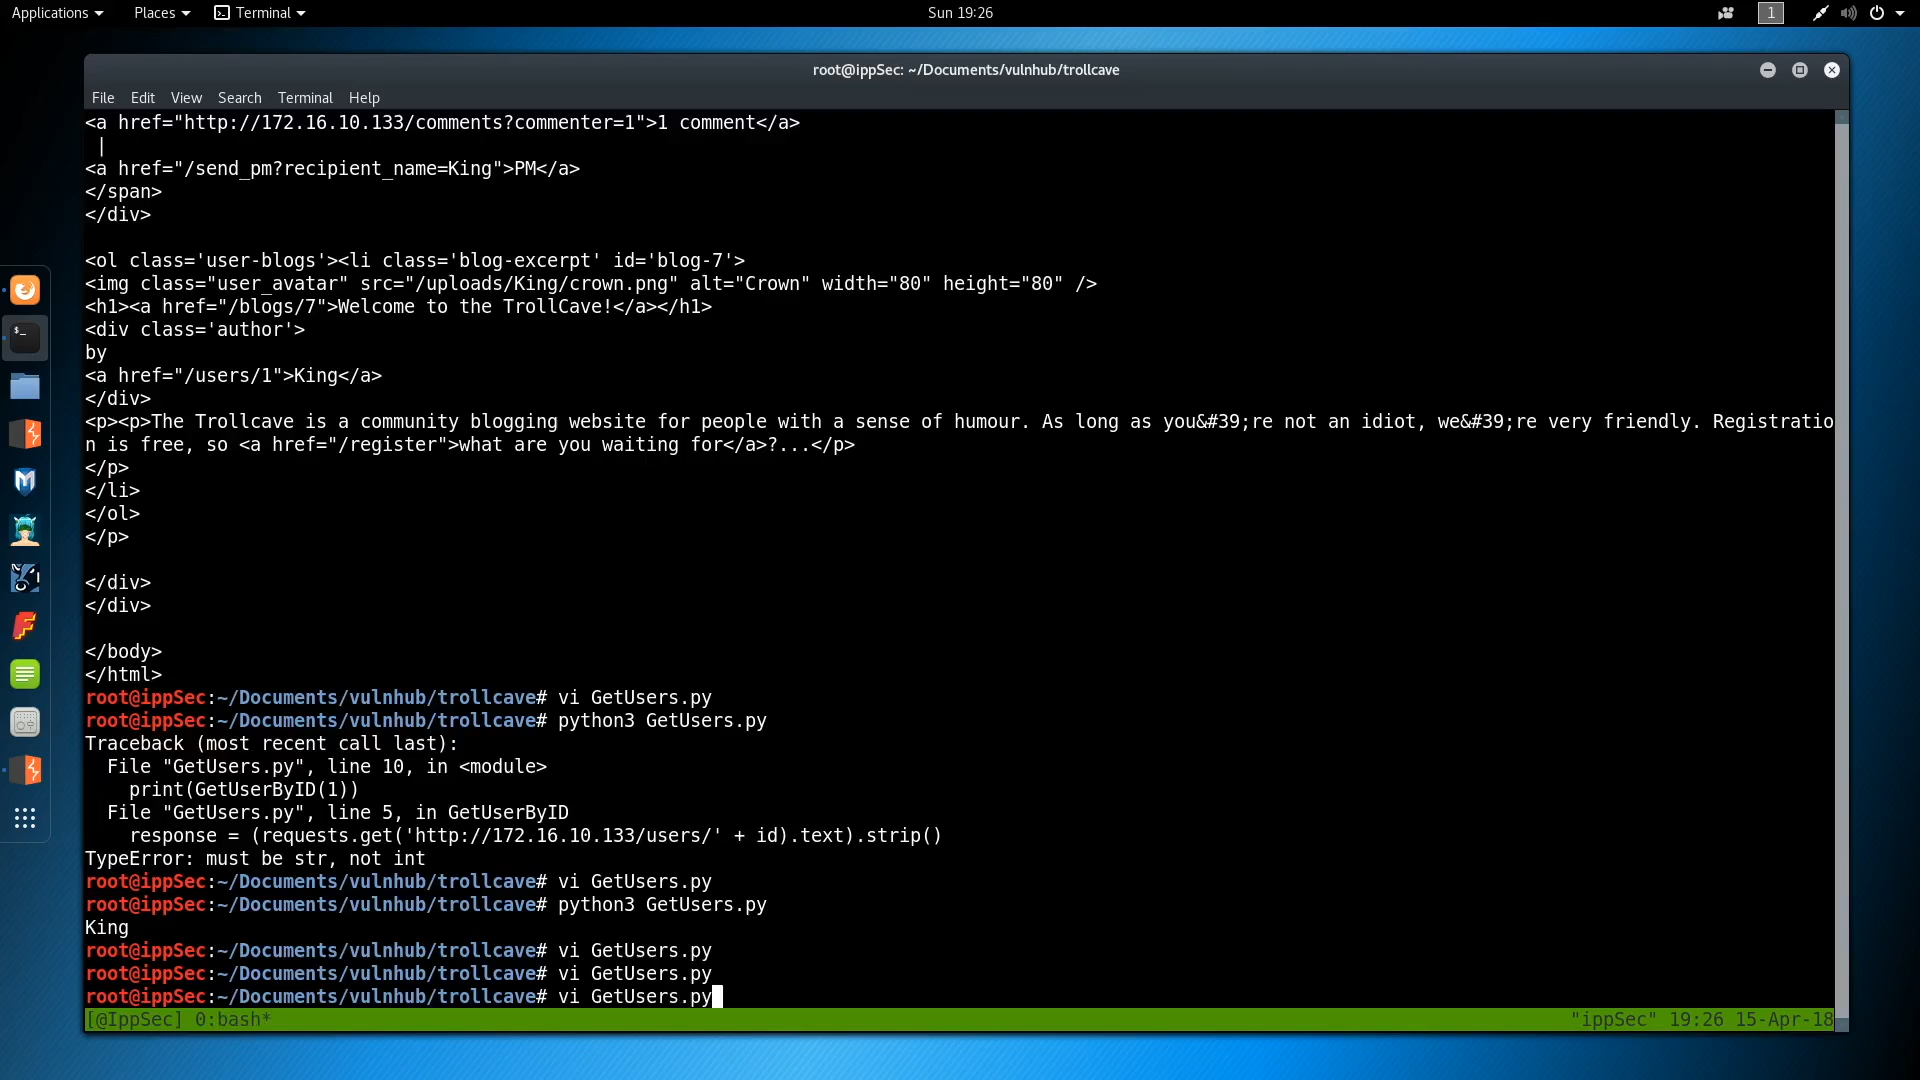 Applications Places Terminal Sun 19:26 1
root@ippSec: ~/Documents/vulnhub/trollcave
File Edit View Search Terminal Help
<a href="http://172.16.10.133/comments?commenter=1">1 comment</a>
|
<a href="/send_pm?recipient_name=King">PM</a>
</span>
</div>
<ol class='user-blogs'><li class='blog-excerpt' id='blog-7'>
<img class="user_avatar" src="/uploads/King/crown.png" alt="Crown" width="80" height="80" />
<h1><a href="/blogs/7">Welcome to the TrollCave!</a></h1>
<div class='author'>
by
<a href="/users/1">King</a>
</div>
<p><p>The Trollcave is a community blogging website for people with a sense of humour. As long as you&#39;re not an idiot, we&#39;re very friendly. Registratio
n is free, so <a href="/register">what are you waiting for</a>?...</p>
</p>
</li>
</ol>
</p>
</div>
</div>
</body>
</html>
root@ippSec:~/Documents/vulnhub/trollcave# vi GetUsers.py
root@ippSec:~/Documents/vulnhub/trollcave# python3 GetUsers.py
Traceback (most recent call last):
  File "GetUsers.py", line 10, in <module>
    print(GetUserByID(1))
  File "GetUsers.py", line 5, in GetUserByID
    response = (requests.get('http://172.16.10.133/users/' + id).text).strip()
TypeError: must be str, not int
root@ippSec:~/Documents/vulnhub/trollcave# vi GetUsers.py
root@ippSec:~/Documents/vulnhub/trollcave# python3 GetUsers.py
King
root@ippSec:~/Documents/vulnhub/trollcave# vi GetUsers.py
root@ippSec:~/Documents/vulnhub/trollcave# vi GetUsers.py
root@ippSec:~/Documents/vulnhub/trollcave# vi GetUsers.py
[@IppSec] 0:bash* "ippSec" 19:26 15-Apr-18